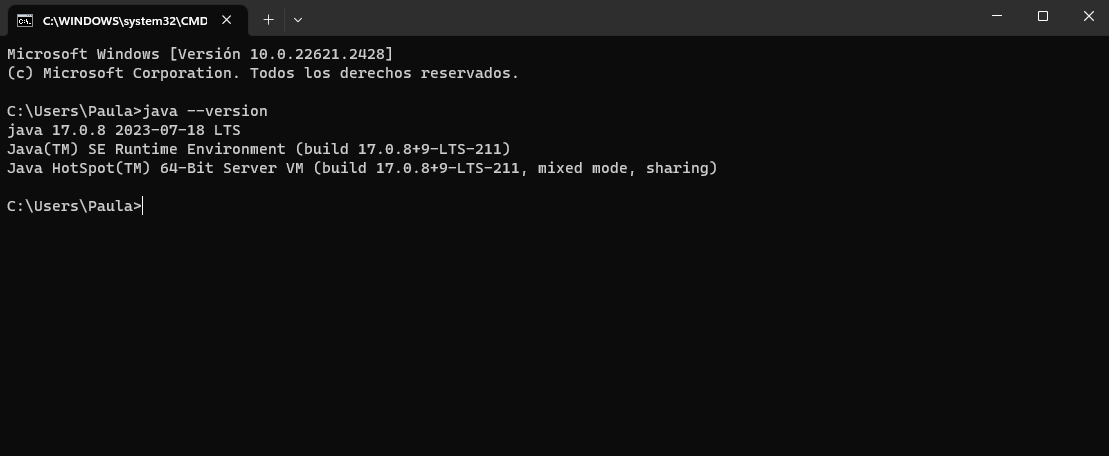 C:\WINDOWS\system32\CMD
Microsoft Windows [Versión 10.0.22621.2428]
(c) Microsoft Corporation. Todos los derechos reservados.
C:\Users\Paula>java --version
java 17.0.8 2023-07-18 LTS
Java(TM) SE Runtime Environment (build 17.0.8+9-LTS-211)
Java HotSpot(TM) 64-Bit Server VM (build 17.0.8+9-LTS-211, mixed mode, sharing)
C:\Users\Paula>